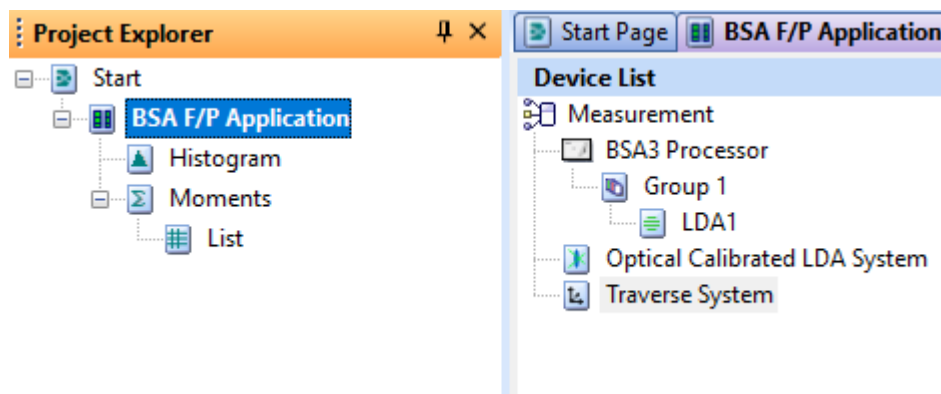 Project Explorer
Start
BSA F/P Application
Histogram
Moments
List
Start Page
BSA F/P Application
Device List
Measurement
BSA3 Processor
Group 1
LDA1
Optical Calibrated LDA System
Traverse System